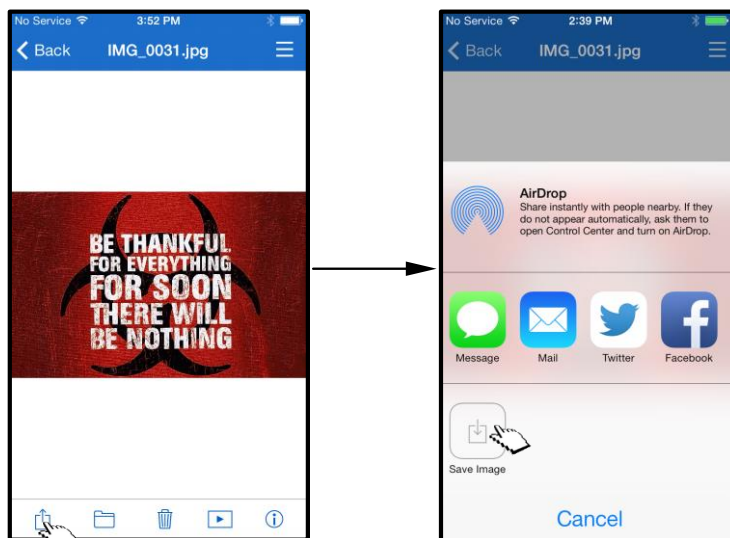 No Service 3:52 PM
Back IMG_0031.jpg
BE THANKFUL
FOR EVERYTHING
FOR SOON
THERE WILL
BE NOTHING
No Service 2:39 PM
Back IMG_0031.jpg
AirDrop
Share instantly with people nearby. If they
do not appear automatically, ask them to
open Control Center and turn on AirDrop.
Message Mail Twitter Facebook
Save Image
Cancel